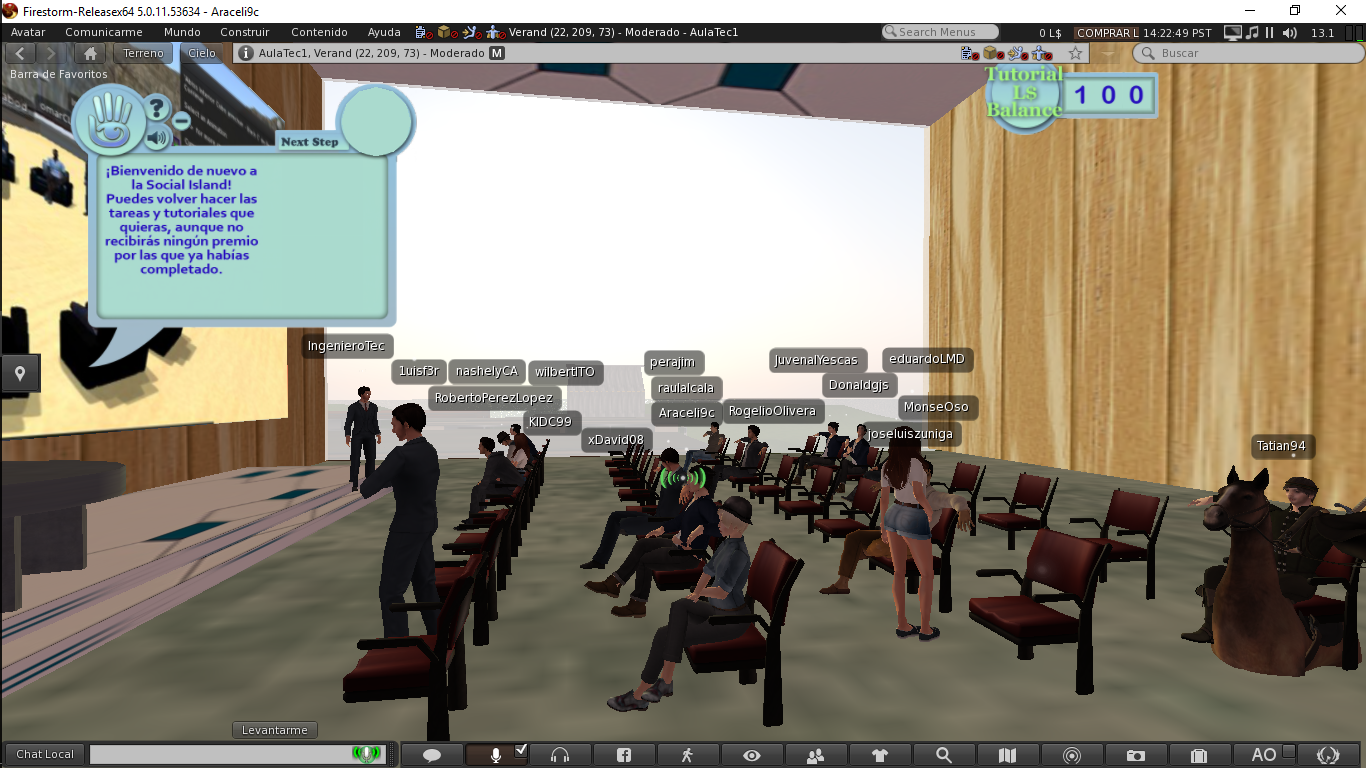 Firestorm-Releasex64 5.0.11.53634 - Araceli9c
Avatar Comunicarme Mundo Construir Contenido Ayuda Verand (22, 209, 73) - Moderado - AulaTec1 Search Menus 0 L$ COMPRAR L 14:22:49 PST 13.1
Terreno Cielo AulaTec1, Verand (22, 209, 73) - Moderado M Buscar
Barra de Favoritos
Tutorial
L$
Balance
1 0 0
?
Next Step
¡Bienvenido de nuevo a
la Social Island!
Puedes volver hacer las
tareas y tutoriales que
quieras, aunque no
recibirás ningún premio
por las que ya habías
completado.
IngenieroTec
1uisf3r
nashelyCA
wilbertITO
perajim
JuvenalYescas
eduardoLMD
RobertoPerezLopez
raulalcala
Donaldgjs
KIDC99
Araceli9c
RogelioOlivera
MonseOso
xDavid08
joseluiszuniga
Tatian94
Levantarme
Chat Local
AO